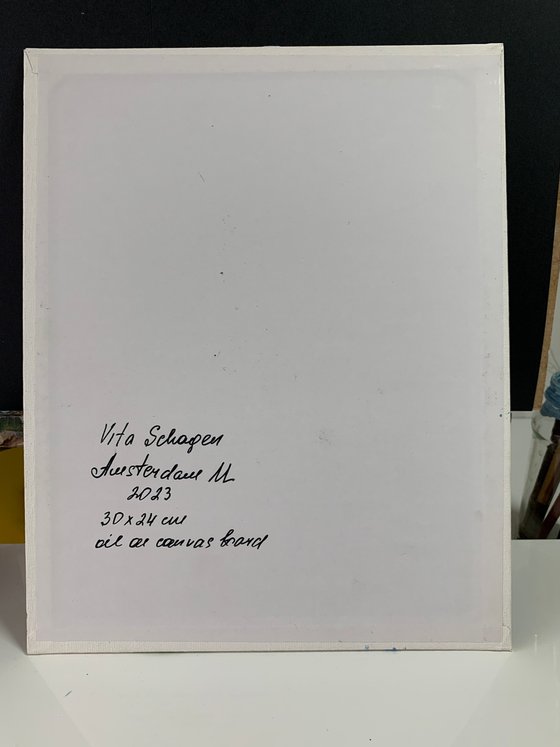 Vita Schagen
Amsterdam II
2023
30x24 cm
oil on canvas board